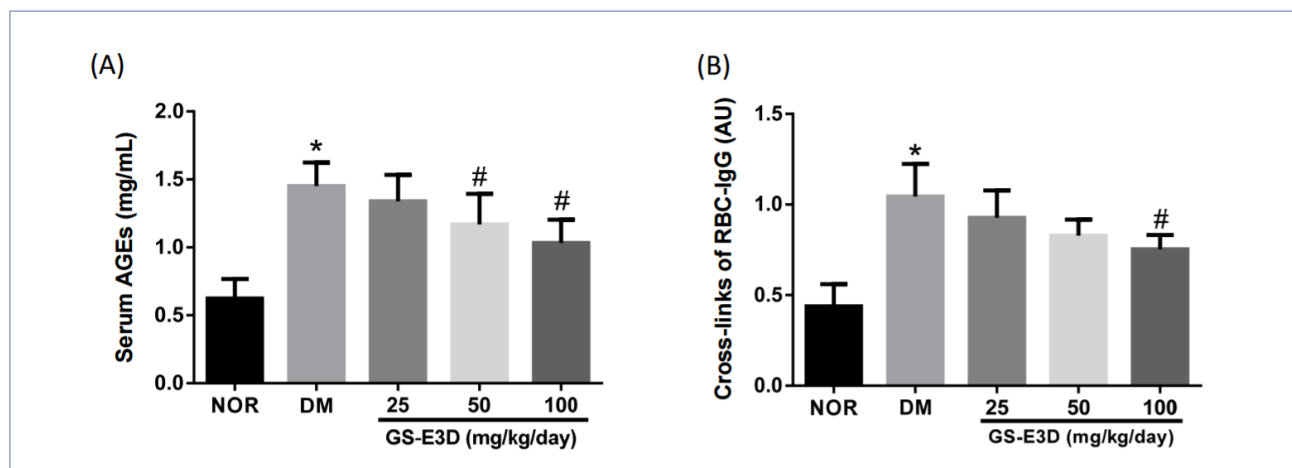 (A)
Serum AGEs (mg/mL)
2.0
1.5
1.0
0.5
0.0
*
#
#
NOR DM 25 50 100
GS-E3D (mg/kg/day)
(B)
Cross-links of RBC-IgG (AU)
1.5
1.0
0.5
0.0
*
#
NOR DM 25 50 100
GS-E3D (mg/kg/day)